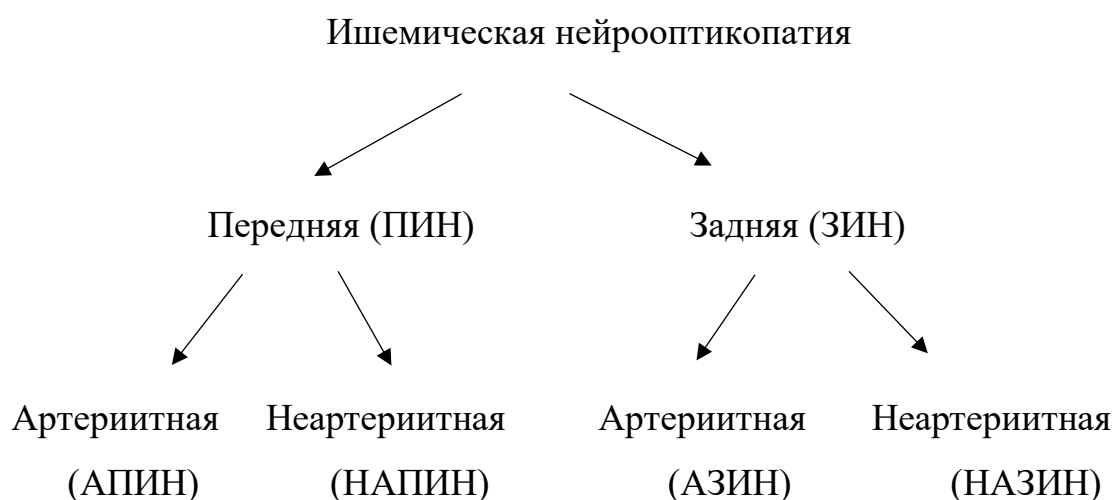 Ишемическая нейрооптикопатия
Передняя (ПИН) Задняя (ЗИН)
Артериитная Неартериитная Артериитная Неартериитная
(АПИН) (НАПИН) (АЗИН) (НАЗИН)